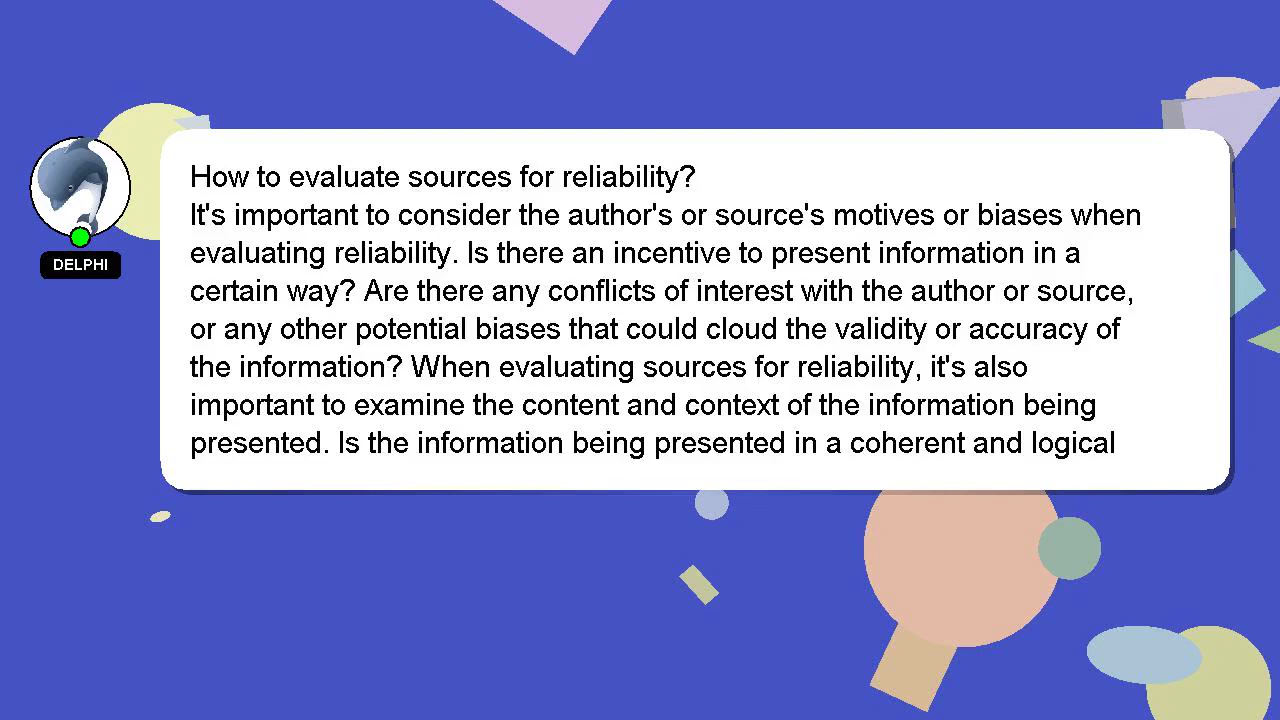 How to evaluate sources for reliability?
It's important to consider the author's or source's motives or biases when
evaluating reliability. Is there an incentive to present information in a
certain way? Are there any conflicts of interest with the author or source,
or any other potential biases that could cloud the validity or accuracy of
the information? When evaluating sources for reliability, it's also
important to examine the content and context of the information being
presented. Is the information being presented in a coherent and logical
DELPHI